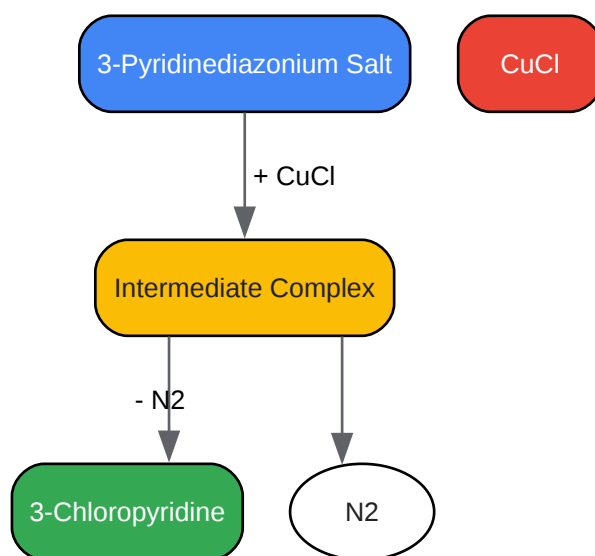 3-Pyridinediazonium Salt
CuCl
+ CuCl
Intermediate Complex
- N2
3-Chloropyridine
N2